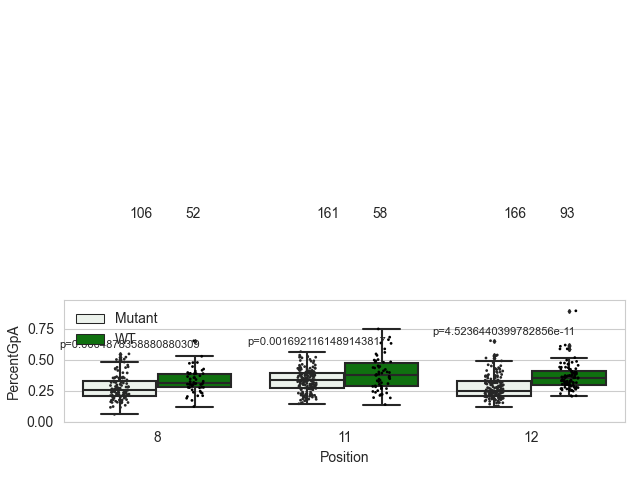 106 52 161 58 166 93
Mutant
WT
p=0.0016921161489143817
p=4.5236440399782856e-11
0.75
0.50
0.25
0.00
PercentGpA
8 11 12
Position